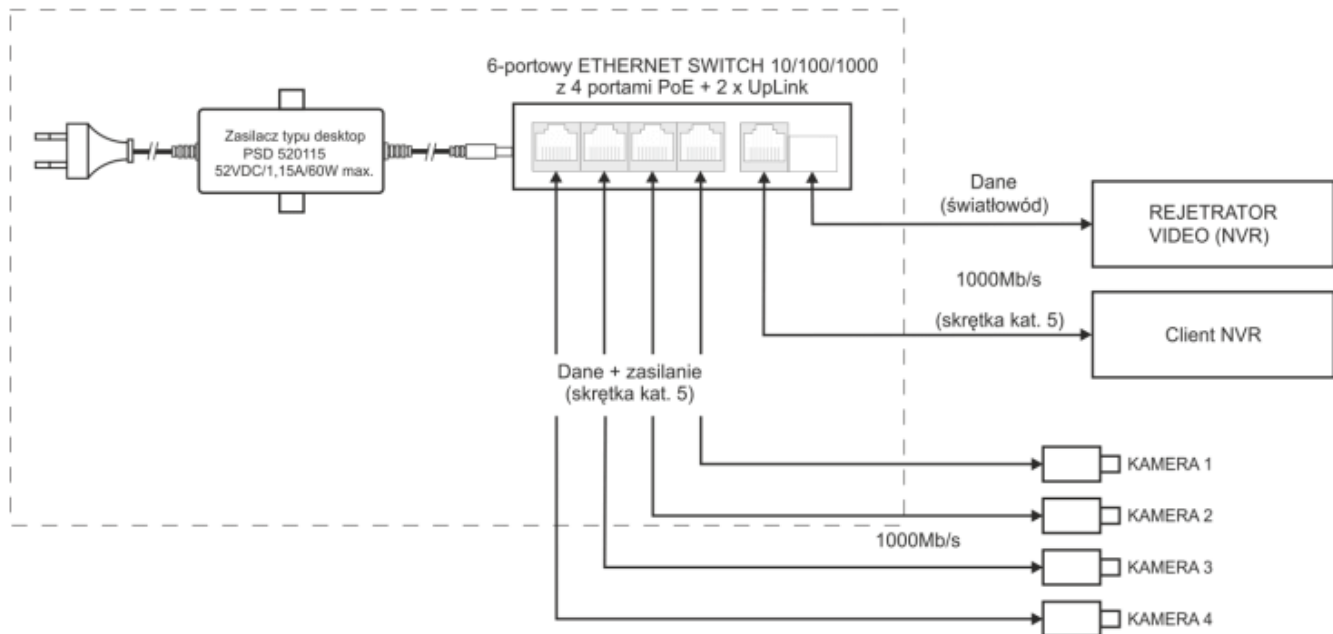 6-portowy ETHERNET SWITCH 10/100/1000
z 4 portami PoE + 2 x UpLink
Zasilacz typu desktop
PSD 520115
52VDC/1,15A/60W max.
Dane
(światłowód)
REJETRATOR
VIDEO (NVR)
1000Mb/s
(skrętka kat. 5)
Client NVR
Dane + zasilanie
(skrętka kat. 5)
KAMERA 1
KAMERA 2
1000Mb/s
KAMERA 3
KAMERA 4